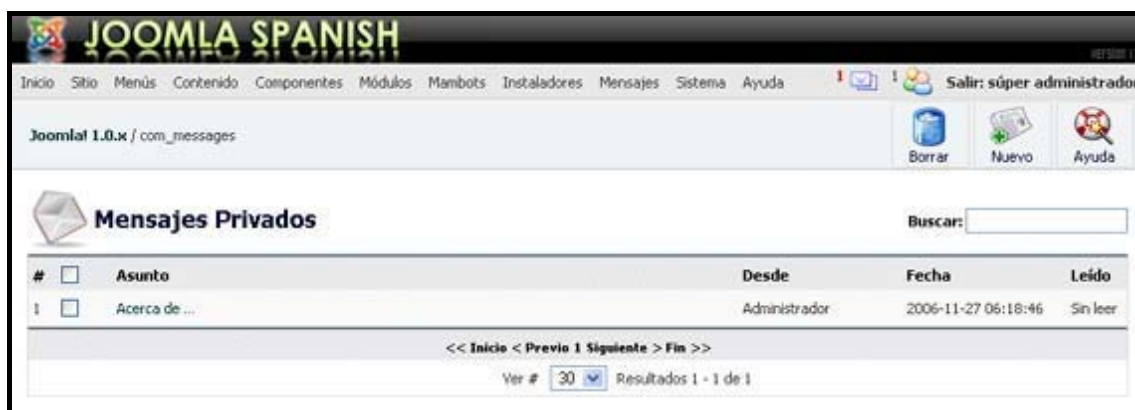 JOOMLA SPANISH
Inicio Sitio Menús Contenido Componentes Módulos Mambots Instaladores Mensajes Sistema Ayuda 1 1 Salir: súper administrador
Joomla! 1.0.x / com_messages
Borrar Nuevo Ayuda
Mensajes Privados
Buscar:
# Asunto Desde Fecha Leído
1 Acerca de ... Administrador 2006-11-27 06:18:46 Sin leer
<< Inicio < Previo 1 Siguiente > Fin >>
Ver # 30 Resultados 1 - 1 de 1